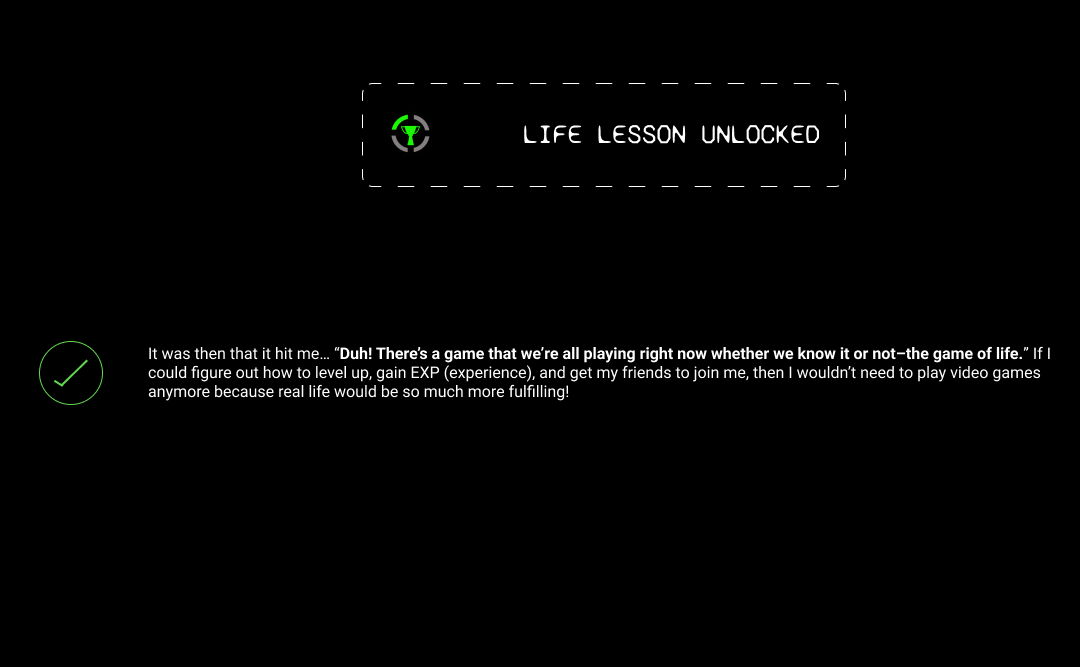 LIFE LESSON UNLOCKED
It was then that it hit me… “Duh! There’s a game that we’re all playing right now whether we know it or not–the game of life.” If I
could figure out how to level up, gain EXP (experience), and get my friends to join me, then I wouldn’t need to play video games
anymore because real life would be so much more fulfilling!